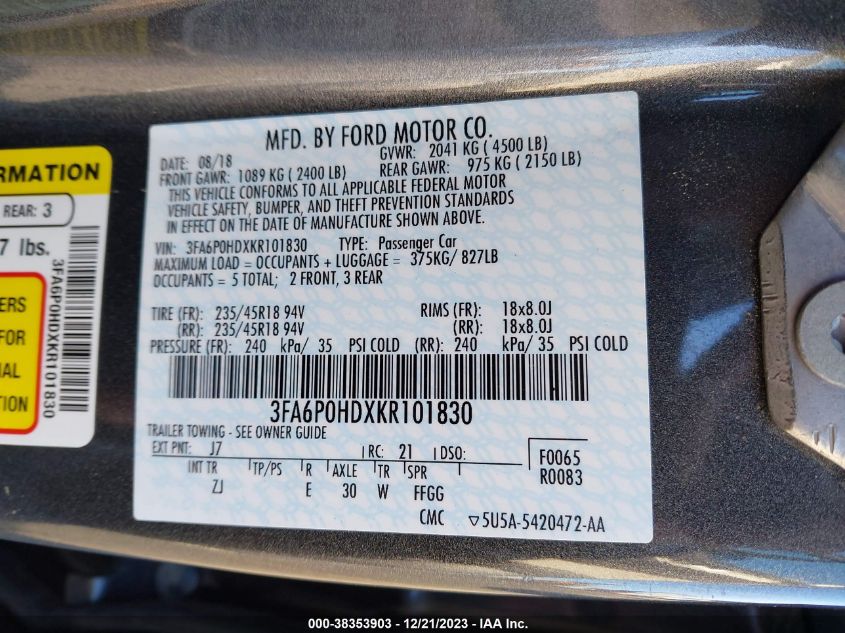 MFD. BY FORD MOTOR CO.
DATE: 08/18 GVWR: 2041 KG ( 4500 LB)
FRONT GAWR: 1089 KG ( 2400 LB) REAR GAWR: 975 KG ( 2150 LB)
THIS VEHICLE CONFORMS TO ALL APPLICABLE FEDERAL MOTOR
VEHICLE SAFETY, BUMPER, AND THEFT PREVENTION STANDARDS
IN EFFECT ON THE DATE OF MANUFACTURE SHOWN ABOVE.
VIN: 3FA6P0HDXKR101830 TYPE: Passenger Car
MAXIMUM LOAD = OCCUPANTS + LUGGAGE = 375KG/ 827LB
OCCUPANTS = 5 TOTAL; 2 FRONT, 3 REAR
TIRE (FR): 235/45R18 94V RIMS (FR): 18x8.0J
(RR): 235/45R18 94V (RR): 18x8.0J
PRESSURE (FR): 240 kPa/ 35 PSI COLD (RR): 240 kPa/ 35 PSI COLD
3FA6P0HDXKR101830
TRAILER TOWING - SEE OWNER GUIDE
EXT PNT: J7 RC: 21 DSO: F0065
R0083
INT TR TP/PS R AXLE TR SPR
ZJ E 30 W FFGG
CMC ▽5U5A-5420472-AA
RMATION
REAR: 3
7 lbs.
ERS
FOR
IAL
TION
3FA6P0HDXKR101830
000-38353903 - 12/21/2023 - IAA Inc.